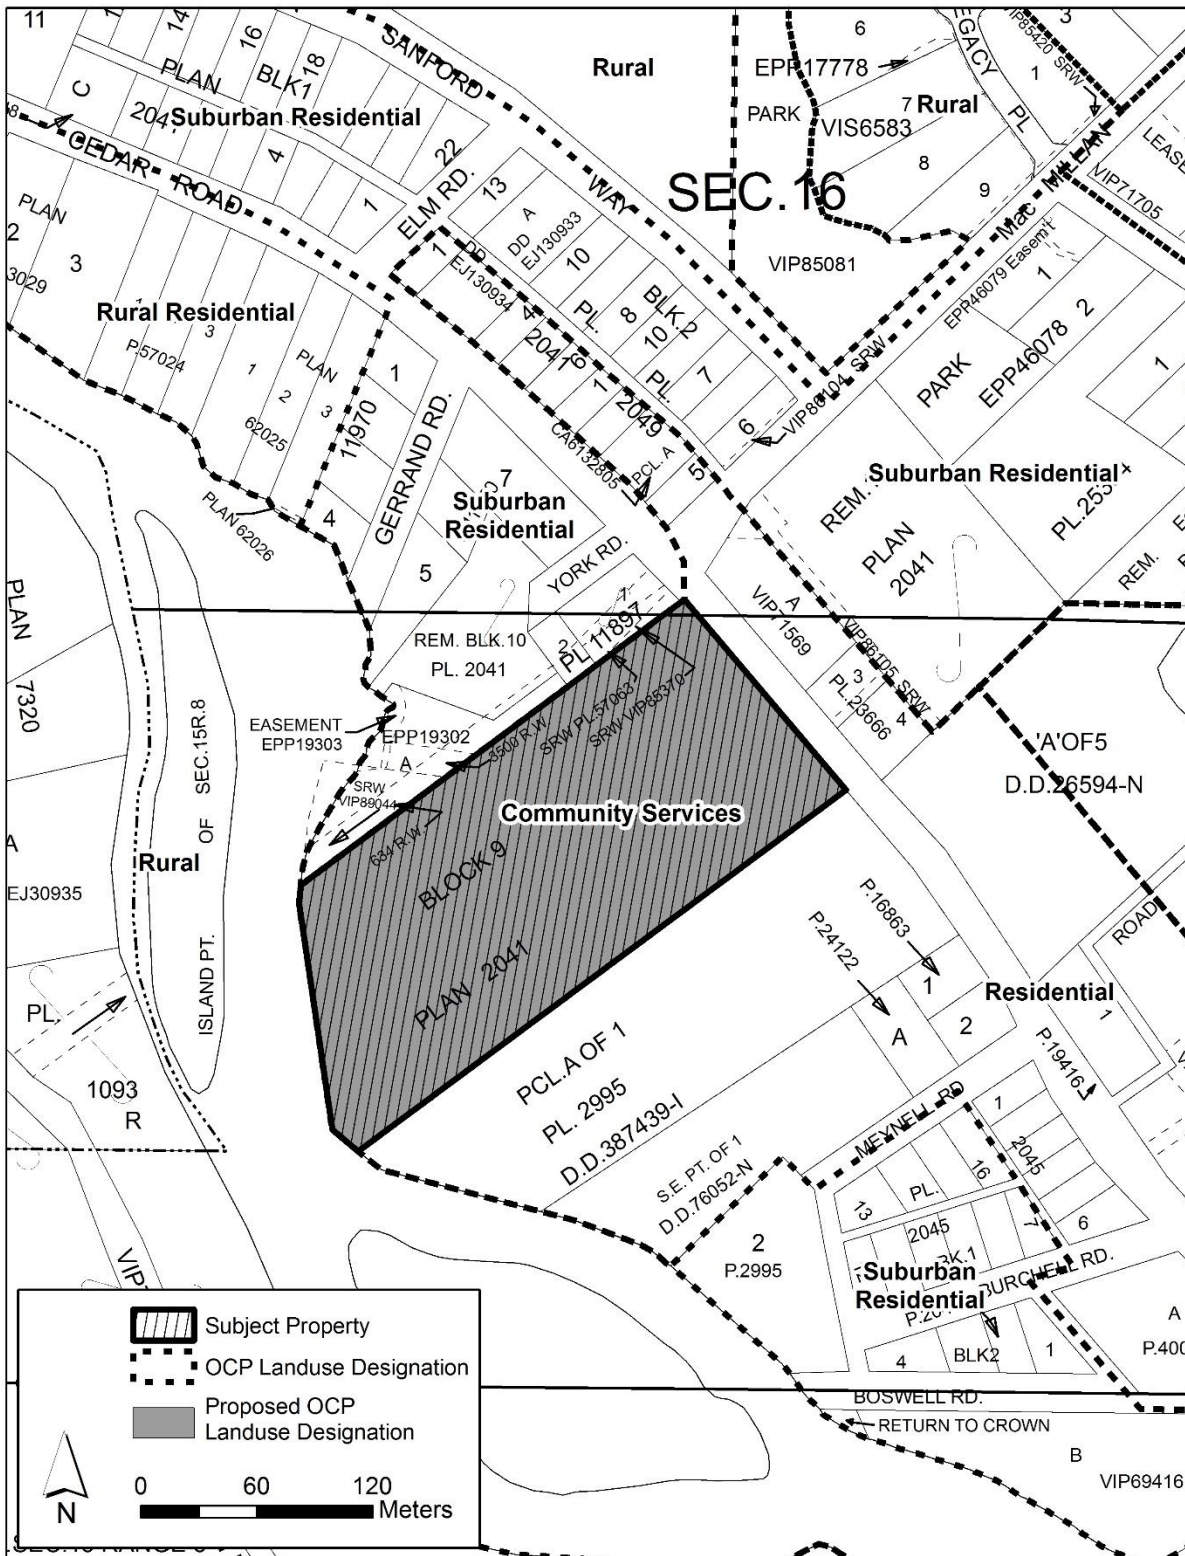 11
14
16
18
PLAN
BLK1
C
Suburban Residential
4
1
22
CEDAR ROAD
SANFORD
WAY
ELM RD.
Rural
EPP17778
PARK
6
7
Rural
VIS6583
8
9
LEGACY PL
1
3
VIP85420 SRW
SEC.16
VIP85081
Mac
VIP71705
LEASE
EPP46079 Easem't
1
2
PARK
EPP46078
1
PLAN
2
3
3029
Rural Residential
P.57024
3
1
2
62025
PLAN
3
11970
1
13
DD A
EJ130933
10
DD
EJ130934
1
4
2041
PL.
8
BLK.2
10
6
1
PL.
7
2049
6
VIP86104 SRW
CA6132805
PCL. A
5
Suburban Residential
REM.
PLAN
2041
REM.
GERRAND RD.
7
Suburban
Residential
4
5
PLAN 62026
YORK RD.
1
2
PL. 11897
REM. BLK.10
PL. 2041
A
VIP71569
VIP86105 SRW
3
PL.23666
4
PLAN
7320
SEC.15R.8
OF
ISLAND PT.
EASEMENT
EPP19303
EPP19302
A
3500 R.W.
SRW PL.57063
SRW VIP85370
SRW
VIP89044
634 R.W.
'A'OF5
D.D.26594-N
Community Services
BLOCK 9
PLAN 2041
Rural
A
EJ30935
PL.
1093
R
P.16863
P.24122
1
A
2
Residential
ROAD
1
P.19416
PCL.A OF 1
PL. 2995
D.D.387439-I
S.E. PT. OF 1
D.D.76052-N
MEYNELL RD
1
2045
16
13
PL.
2045
7
6
BK.1
2
P.2995
Suburban
Residential
BURCHELL RD.
4
BLK2
1
A
BOSWELL RD.
RETURN TO CROWN
B
VIP69416
Subject Property
OCP Landuse Designation
Proposed OCP
Landuse Designation
N
0 60 120
Meters